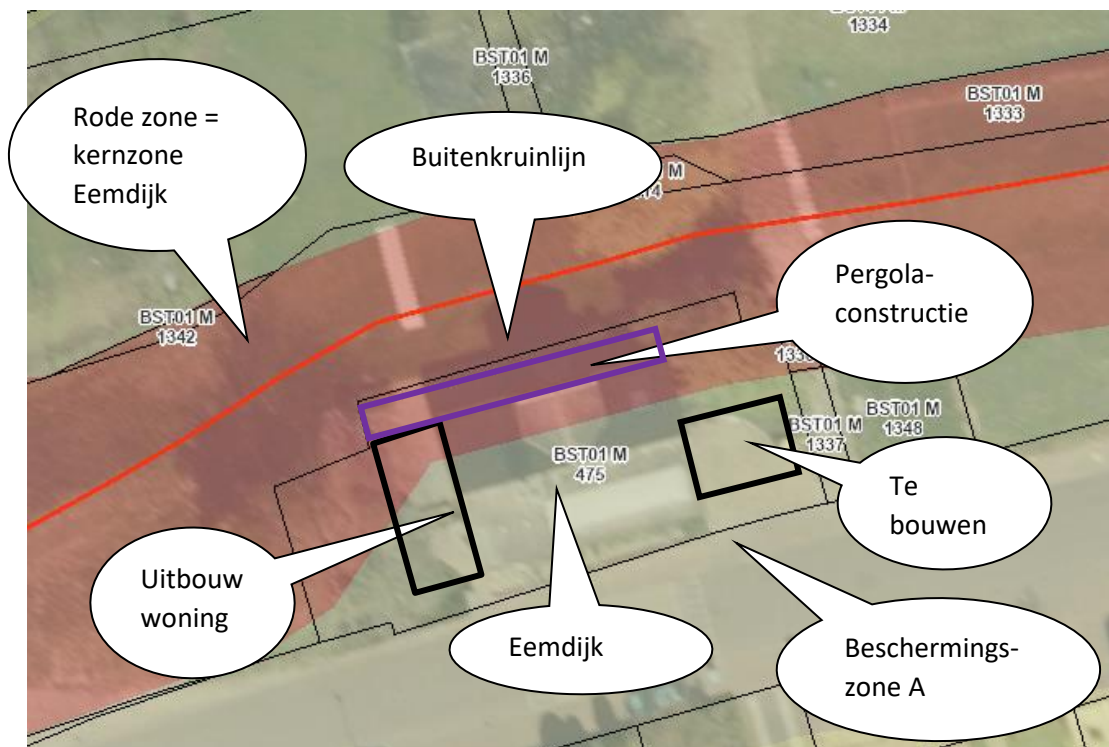 BST01 M
1334
BST01 M
1336
BST01 M
1333
Rode zone =
kernzone
Eemdijk
Buitenkruinlijn
M
Pergola-
constructie
BST01 M
1342
BST01 M
1337
BST01 M
1348
BST01 M
475
Te
bouwen
Uitbouw
woning
Eemdijk
Beschermings-
zone A